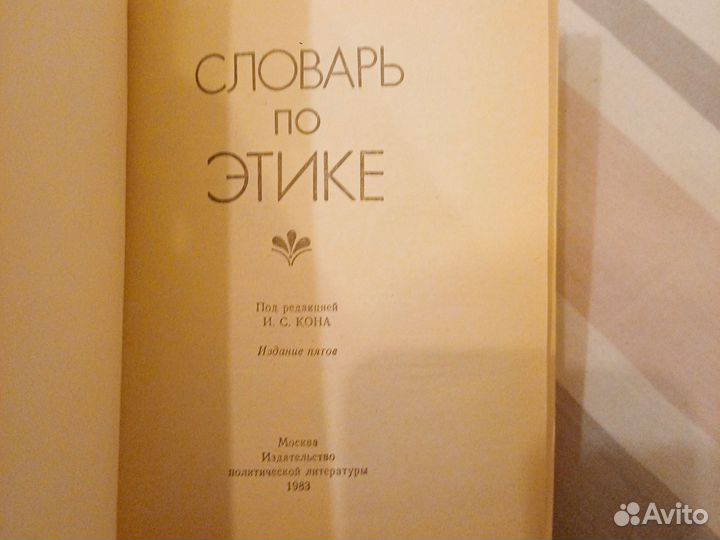 СЛОВАРЬ
ПО
ЭТИКЕ
Под редакцией
И. С. КОНА
Издание пятое
Москва
Издательство
политической литературы
1983
Avito